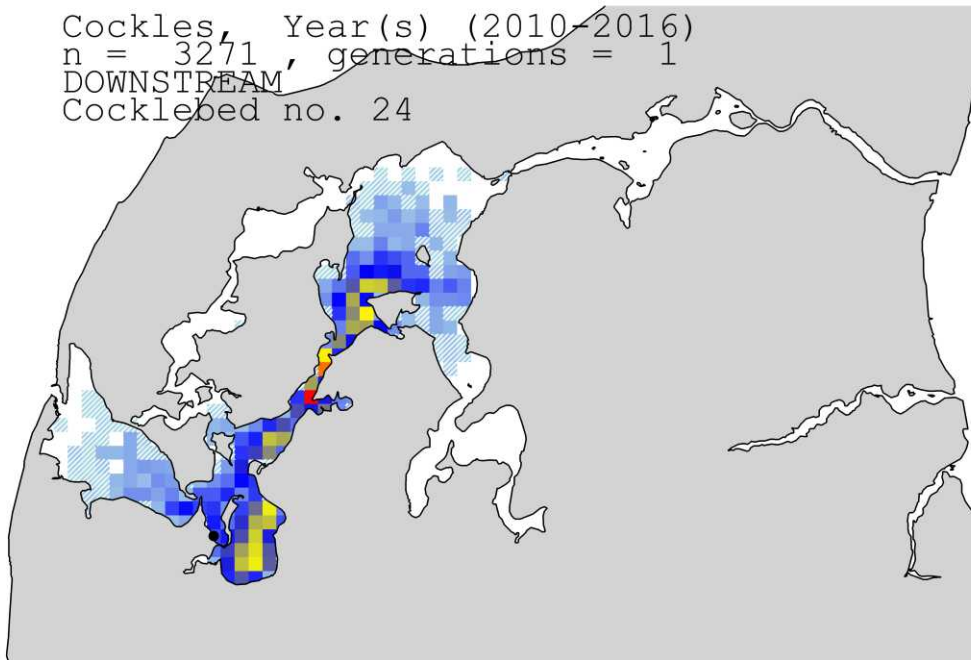 Cockles, Year(s) (2010-2016)
n = 3271 , generations = 1
DOWNSTREAM
Cocklebed no. 24